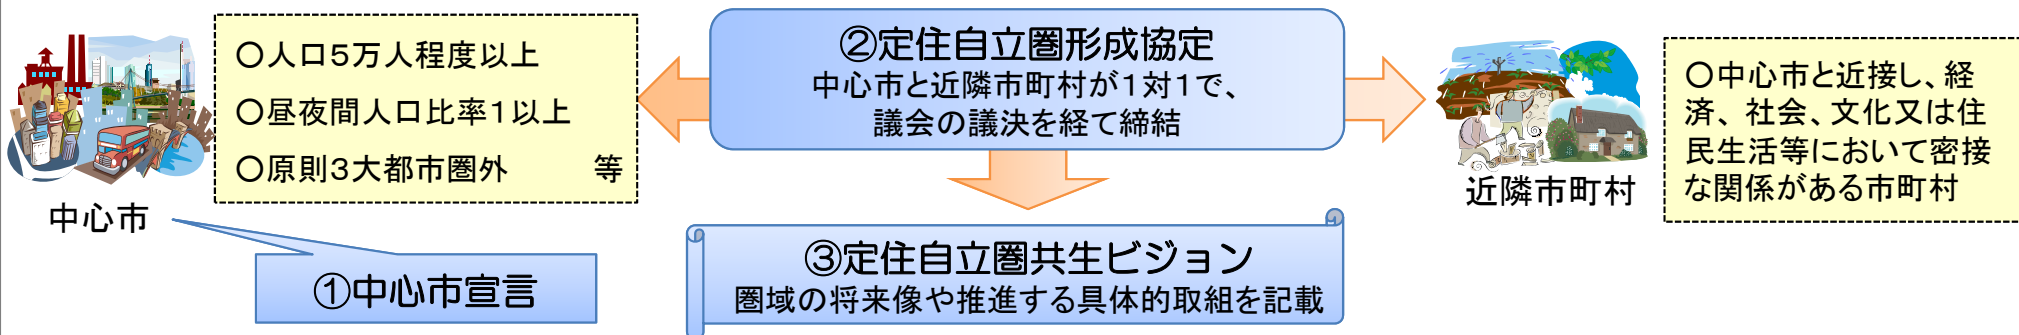 〇人口5万人程度以上
〇昼夜間人口比率1以上
〇原則3大都市圏外　　等
中心市
①中心市宣言
②定住自立圏形成協定
中心市と近隣市町村が1対1で、
議会の議決を経て締結
③定住自立圏共生ビジョン
圏域の将来像や推進する具体的取組を記載
近隣市町村
〇中心市と近接し、経
済、社会、文化又は住
民生活等において密接
な関係がある市町村